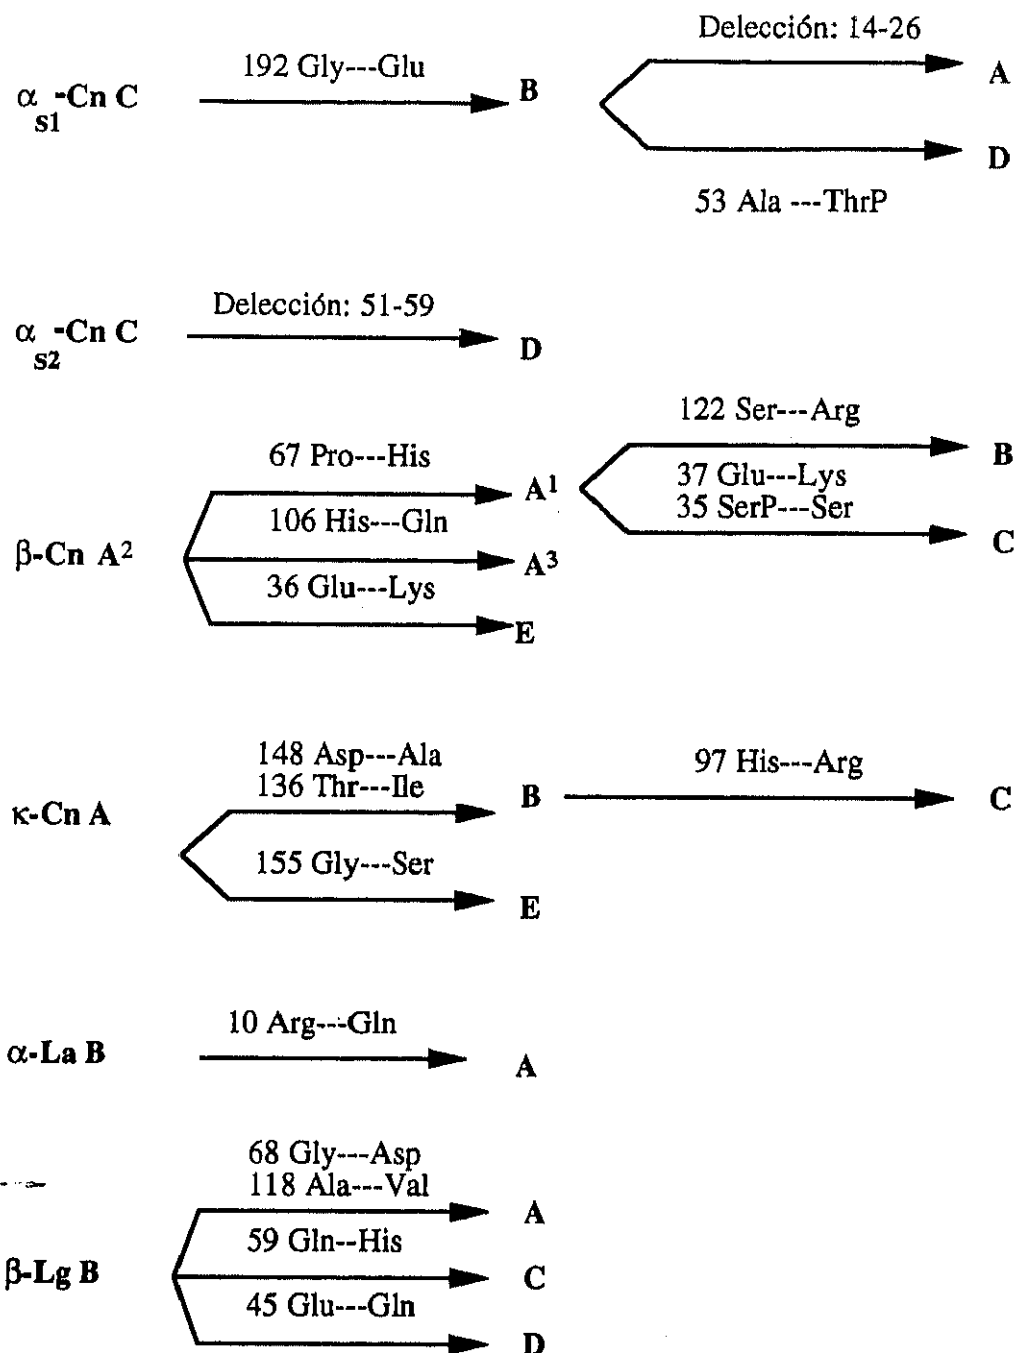 Delección: 14-26
192 Gly---Glu
αs1-Cn C
B
A
D
53 Ala ---ThrP
Delección: 51-59
αs2-Cn C
D
122 Ser---Arg
67 Pro---His
B
37 Glu---Lys
A1
35 SerP---Ser
106 His---Gln
C
β-Cn A2
A3
36 Glu---Lys
E
148 Asp---Ala
97 His---Arg
136 Thr---Ile
B
C
κ-Cn A
155 Gly---Ser
E
10 Arg---Gln
α-La B
A
68 Gly---Asp
118 Ala---Val
A
59 Gln--His
β-Lg B
C
45 Glu---Gln
D